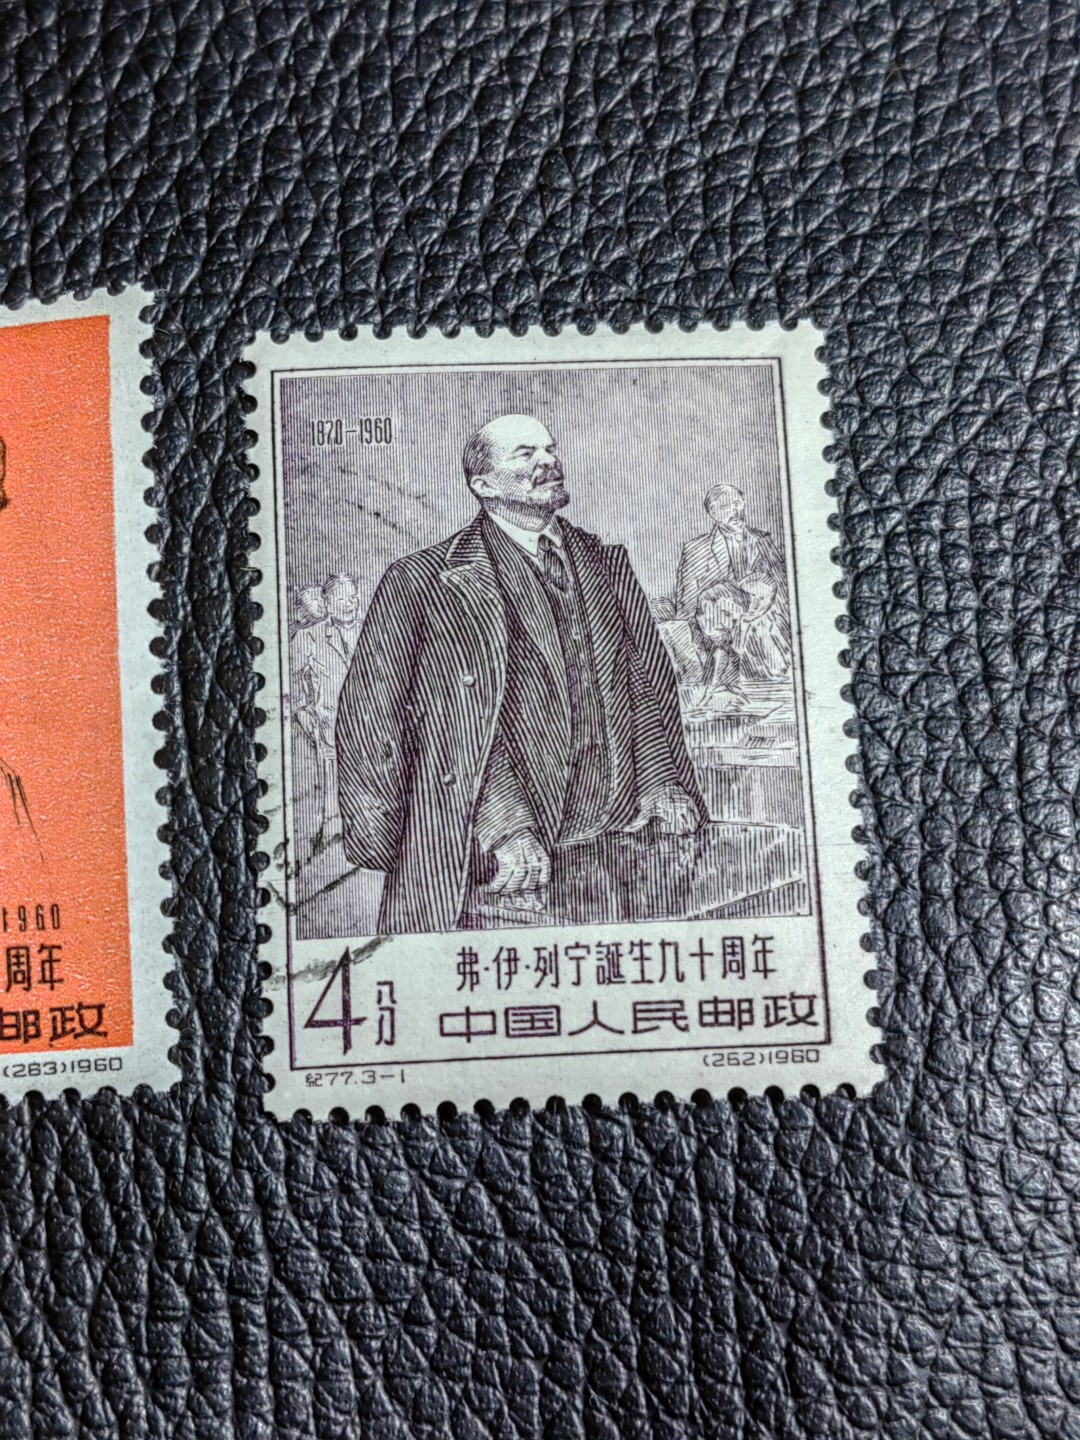 1960
周年
邮政
(263)1960
1870-1960
4分
弗·伊·列宁誕生九十周年
中国人民邮政
紀77.3-1
(262)1960